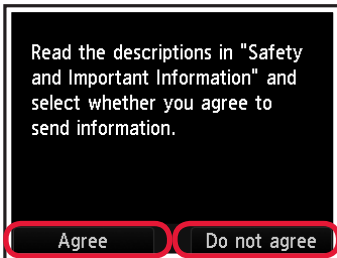 Read the descriptions in "Safety
and Important Information" and
select whether you agree to
send information.
Agree
Do not agree